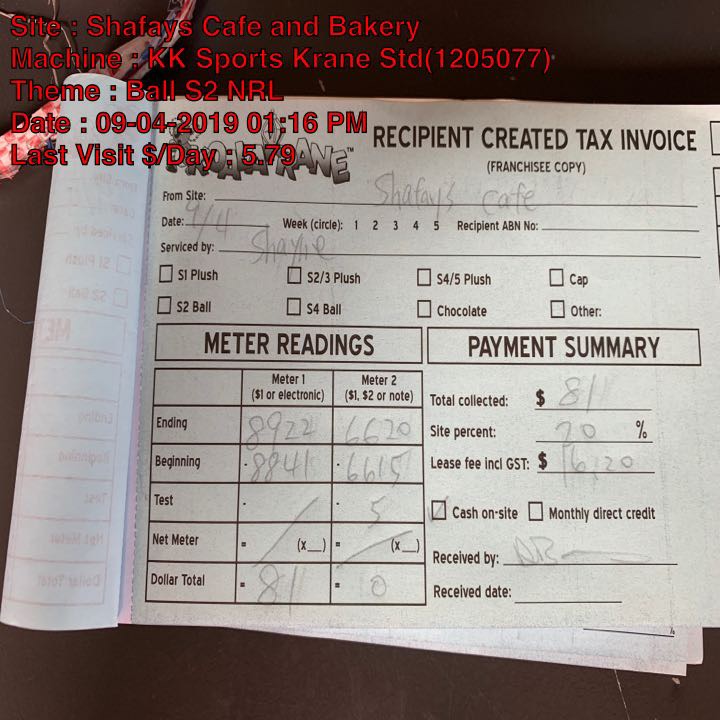 Site : Shafays Cafe and Bakery
Machine : KK Sports Krane Std(1205077)
Theme : Ball S2 NRL
Date : 09-04-2019 01:16 PM
Last Visit $/Day : 5.79
RECIPIENT CREATED TAX INVOICE
(FRANCHISEE COPY)
From Site: Shafay's cafe
Date: 9/4 Week (circle): 1 2 3 4 5 Recipient ABN No:
Serviced by: Shayne
S1 Plush S2/3 Plush S4/5 Plush Cap
S2 Ball S4 Ball Chocolate Other:
METER READINGS
Meter 1 Meter 2
($1 or electronic) ($1, $2 or note)
Ending 8922 6620
Beginning - 8841 - 6615
Test - - 5
Net Meter = (x__) = (x__)
Dollar Total = 81 = 0
PAYMENT SUMMARY
Total collected: $ 81
Site percent: 20 %
Lease fee incl GST: $ 16.20
Cash on-site Monthly direct credit
Received by:
Received date: